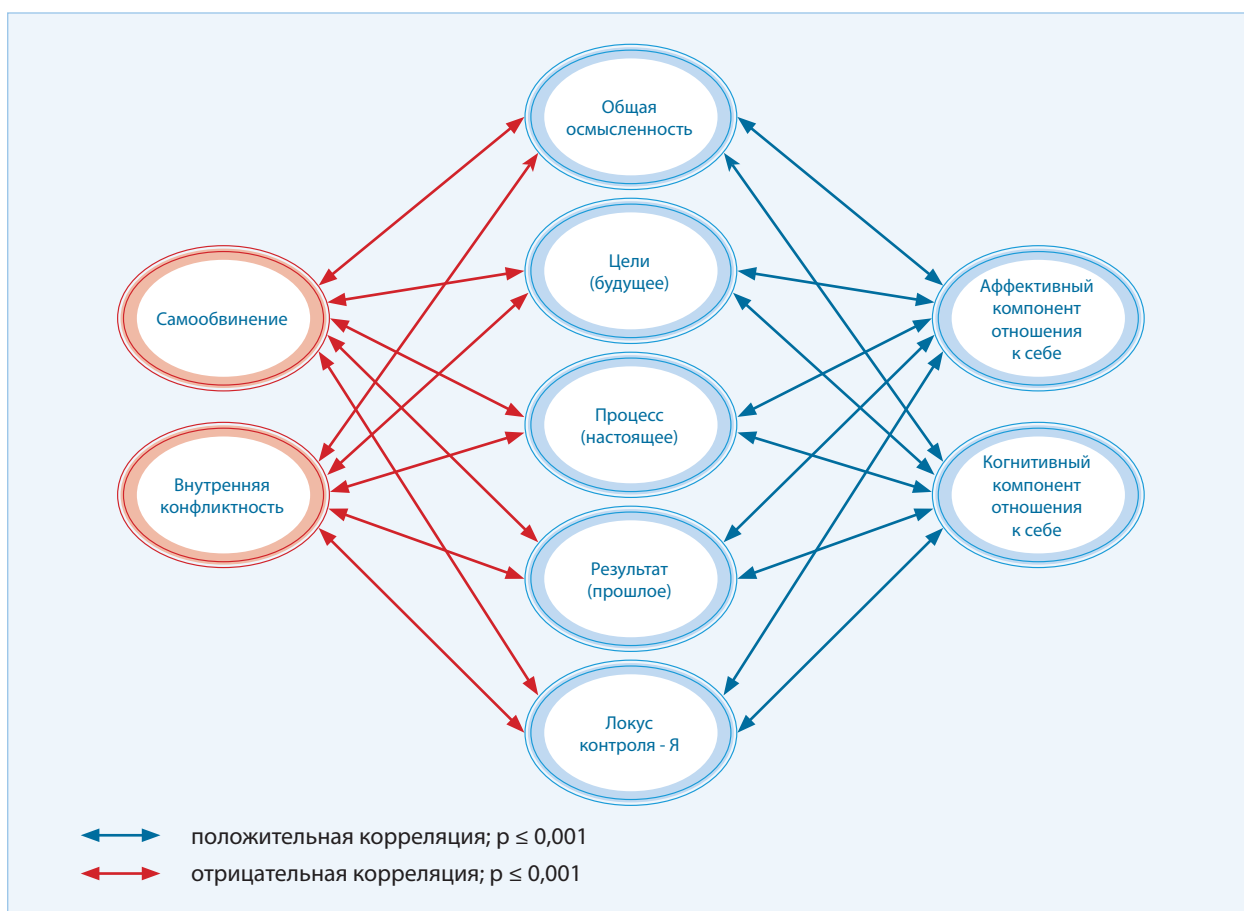 Общая
осмысленность
Цели
(будущее)
Самообвинение
Аффективный
компонент
отношения
к себе
Процесс
(настоящее)
Внутренняя
конфликтность
Когнитивный
компонент
отношения
к себе
Результат
(прошлое)
Локус
контроля - Я
положительная корреляция; p ≤ 0,001
отрицательная корреляция; p ≤ 0,001